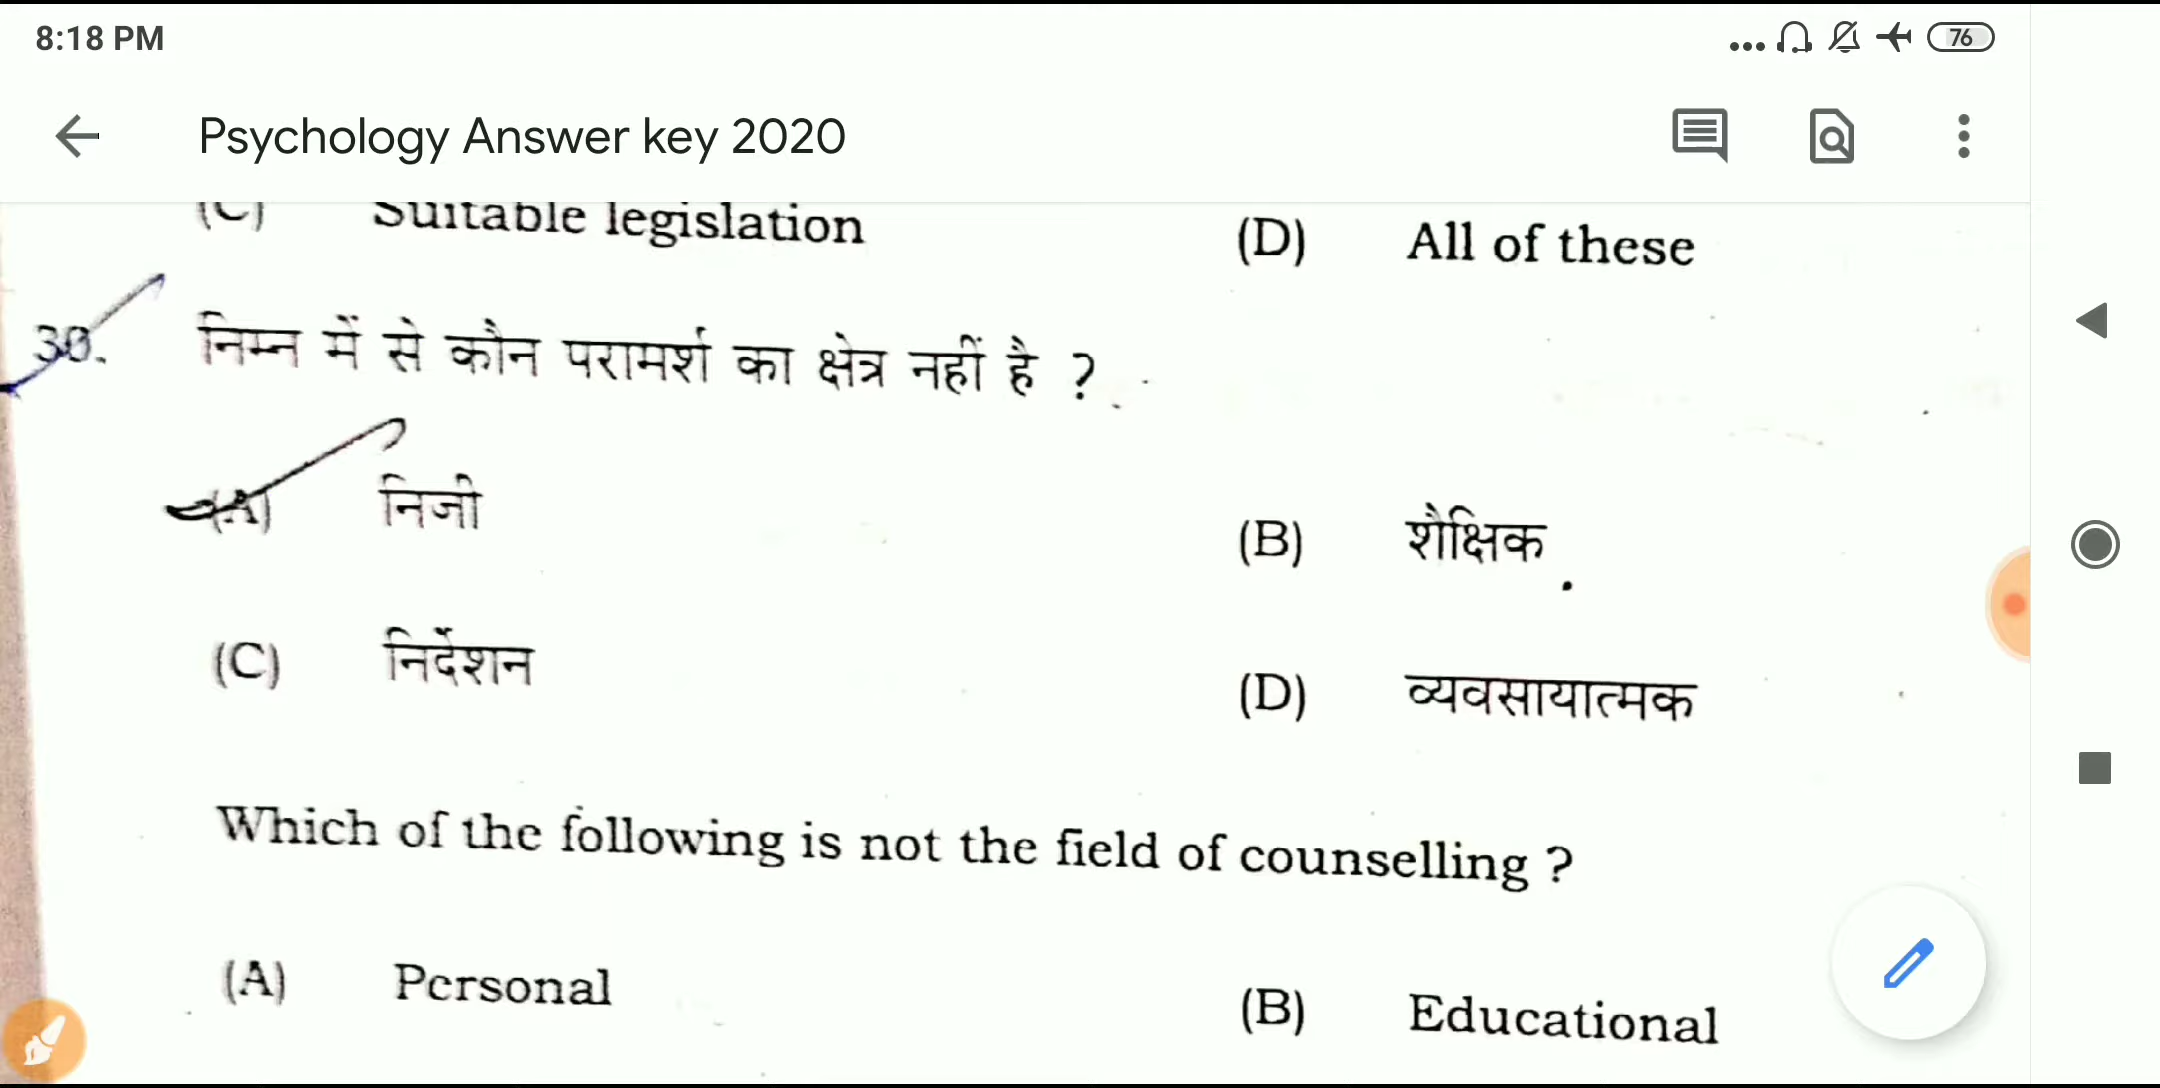 8:18 PM
76
Psychology Answer key 2020
(C) Suitable legislation
(D) All of these
30. निम्न में से कौन परामर्श का क्षेत्र नहीं है ?
(A) निजी
(B) शैक्षिक
(C) निर्देशन
(D) व्यवसायात्मक
Which of the following is not the field of counselling ?
(A) Personal
(B) Educational